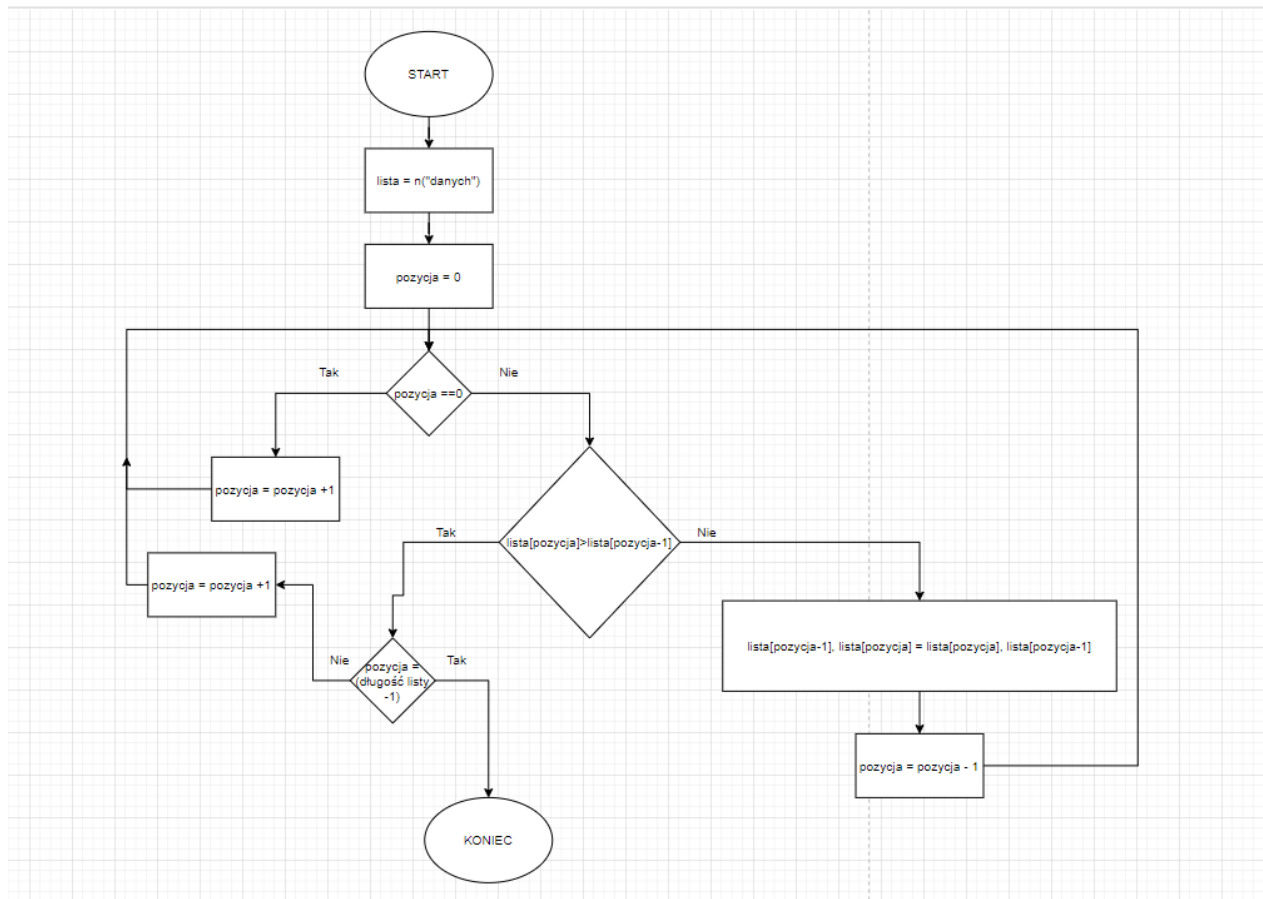 START
lista = n("danych")
pozycja = 0
Tak
Nie
pozycja ==0
pozycja = pozycja +1
Tak
lista[pozycja]>lista[pozycja-1]
Nie
pozycja = pozycja +1
lista[pozycja-1], lista[pozycja] = lista[pozycja], lista[pozycja-1]
Nie
pozycja =
(długość listy
-1)
Tak
pozycja = pozycja - 1
KONIEC